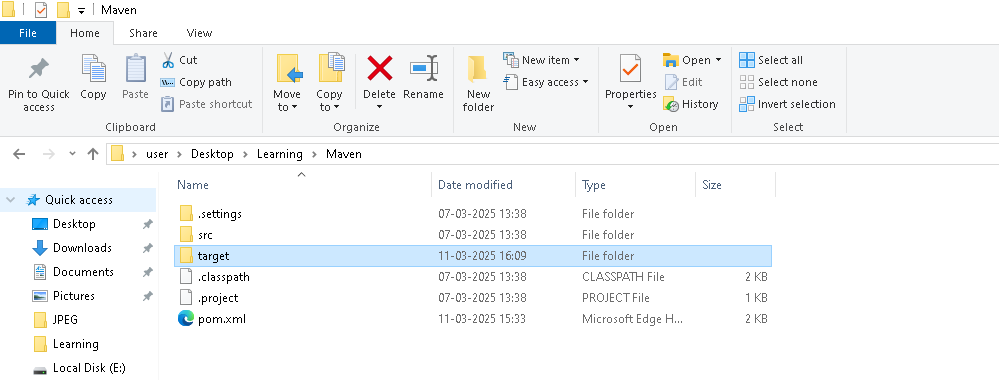 Maven
File Home Share View
Pin to Quick access
Copy
Paste
Cut
Copy path
Paste shortcut
Clipboard
Move to
Copy to
Delete
Rename
Organize
New folder
New item
Easy access
New
Properties
Open
Edit
History
Open
Select all
Select none
Invert selection
Select
user > Desktop > Learning > Maven
Name Date modified Type Size
Quick access
Desktop
Downloads
Documents
Pictures
JPEG
Learning
Local Disk (E:)
.settings 07-03-2025 13:38 File folder
src 07-03-2025 13:38 File folder
target 11-03-2025 16:09 File folder
.classpath 07-03-2025 13:38 CLASSPATH File 2 KB
.project 07-03-2025 13:38 PROJECT File 1 KB
pom.xml 11-03-2025 15:33 Microsoft Edge H... 2 KB